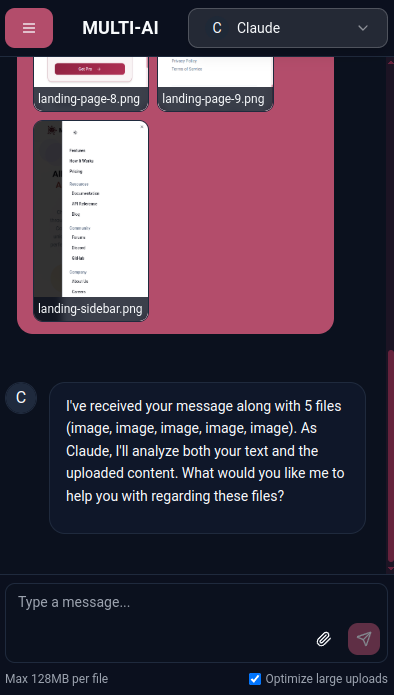 MULTI-AI
C Claude
Get Pro
Privacy Policy
Terms of Service
landing-page-8.png
landing-page-9.png
Features
How It Works
Pricing
Resources
Documentation
API Reference
Blog
Community
Forums
Discord
GitHub
Company
About Us
Careers
landing-sidebar.png
C
I've received your message along with 5 files
(image, image, image, image, image). As
Claude, I'll analyze both your text and the
uploaded content. What would you like me to
help you with regarding these files?
Type a message...
Max 128MB per file
Optimize large uploads